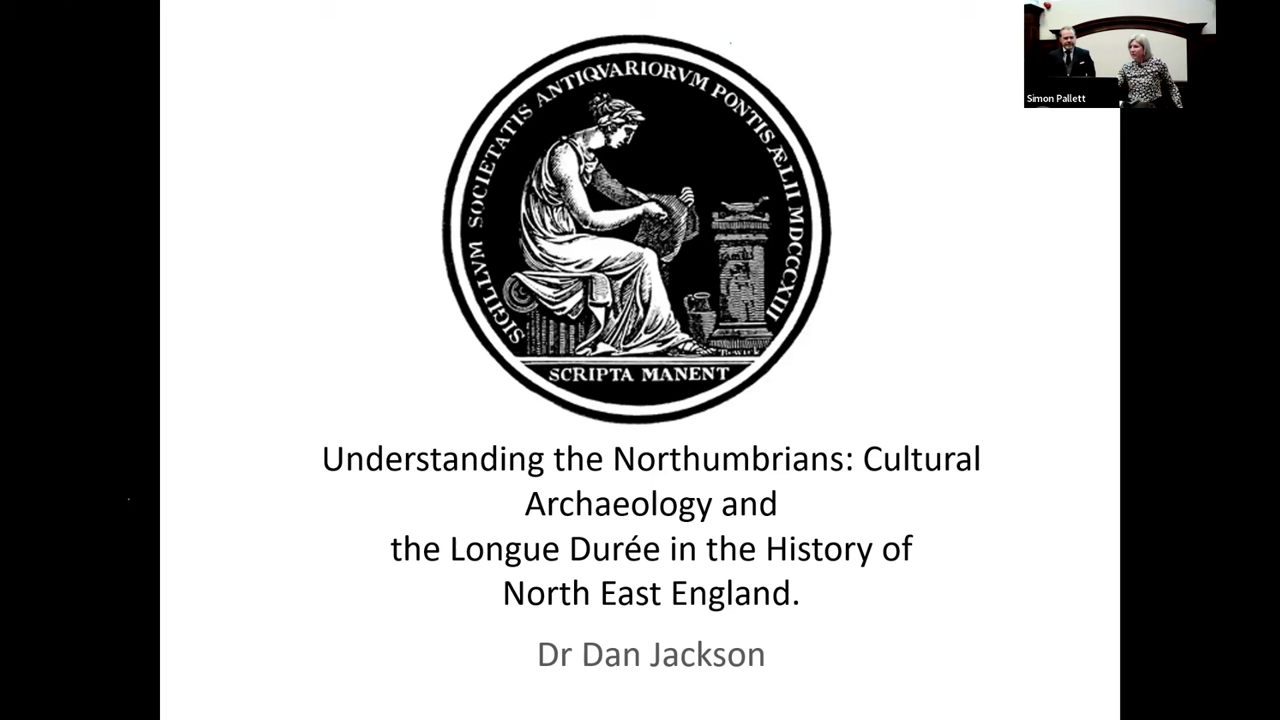 SIGILLVM SOCIETATIS ANTIQVARIORVM PONTIS ÆLII MDCCCXIII
Simon Pallett
SCRIPTA MANENT
Understanding the Northumbrians: Cultural
Archaeology and
the Longue Durée in the History of
North East England.
Dr Dan Jackson